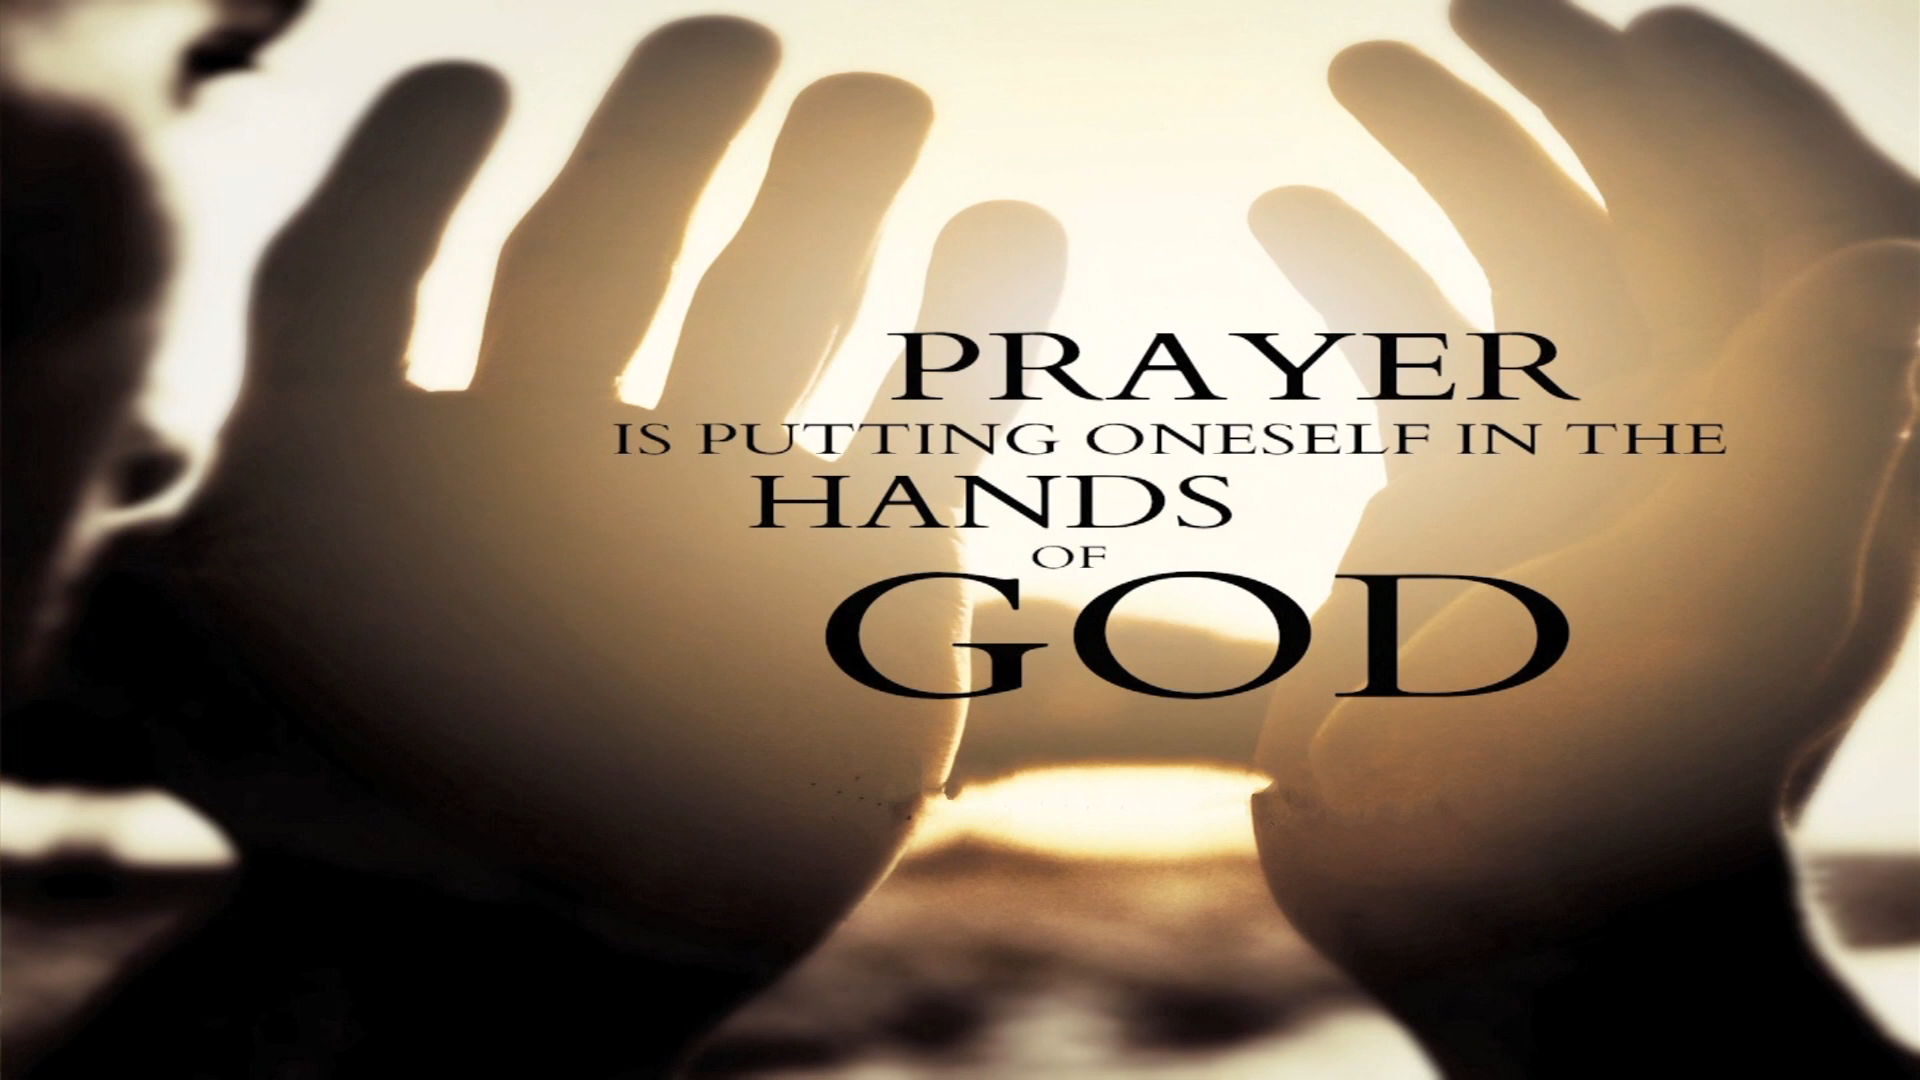 PRAYER
IS PUTTING ONESELF IN THE
HANDS
OF
GOD